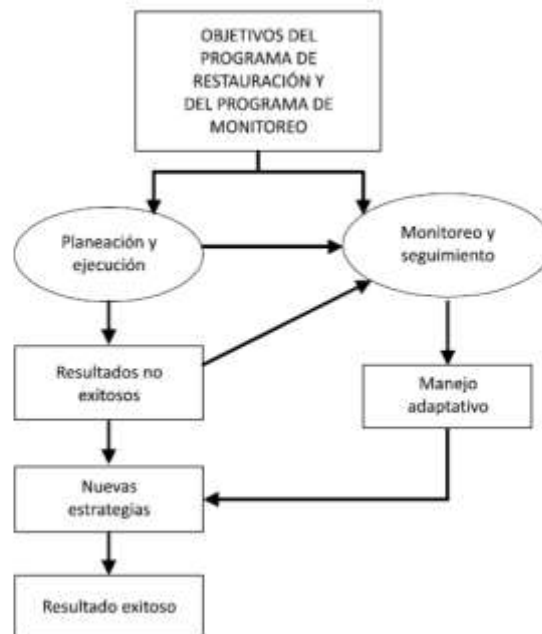 OBJETIVOS DEL
PROGRAMA DE
RESTAURACIÓN Y
DEL PROGRAMA DE
MONITOREO
Planeación y
ejecución
Monitoreo y
seguimiento
Resultados no
exitosos
Manejo
adaptativo
Nuevas
estrategias
Resultado exitoso